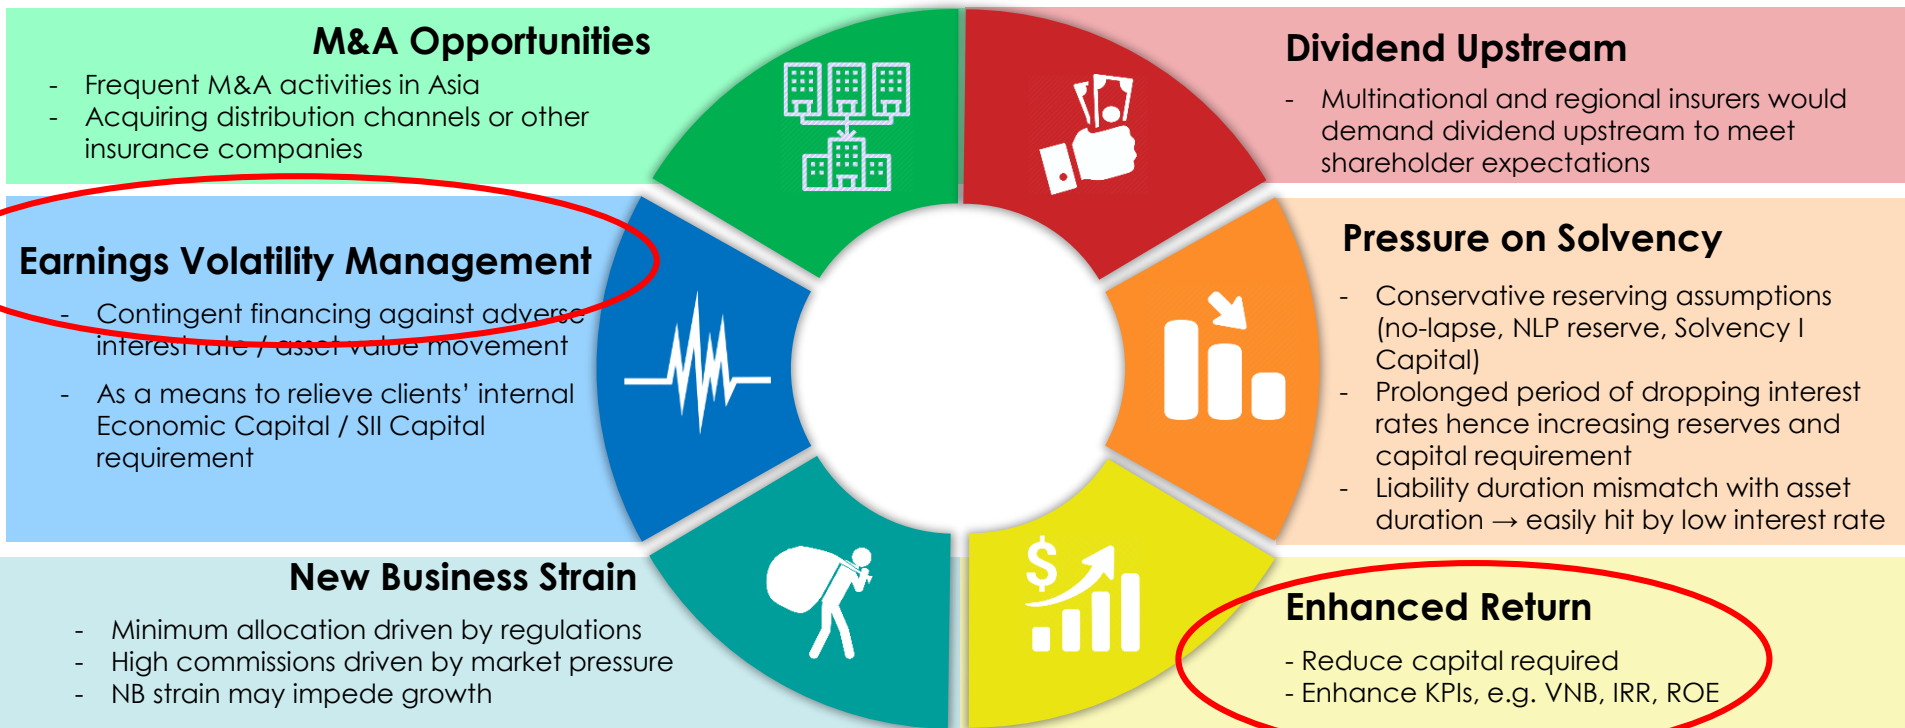 M&A Opportunities
- Frequent M&A activities in Asia
- Acquiring distribution channels or other
insurance companies
Dividend Upstream
- Multinational and regional insurers would
demand dividend upstream to meet
shareholder expectations
Earnings Volatility Management
- Contingent financing against adverse
interest rate / asset value movement
- As a means to relieve clients' internal
Economic Capital / SII Capital
requirement
Pressure on Solvency
- Conservative reserving assumptions
(no-lapse, NLP reserve, Solvency I
Capital)
- Prolonged period of dropping interest
rates hence increasing reserves and
capital requirement
- Liability duration mismatch with asset
duration → easily hit by low interest rate
New Business Strain
- Minimum allocation driven by regulations
- High commissions driven by market pressure
- NB strain may impede growth
$
Enhanced Return
- Reduce capital required
- Enhance KPIs, e.g. VNB, IRR, ROE